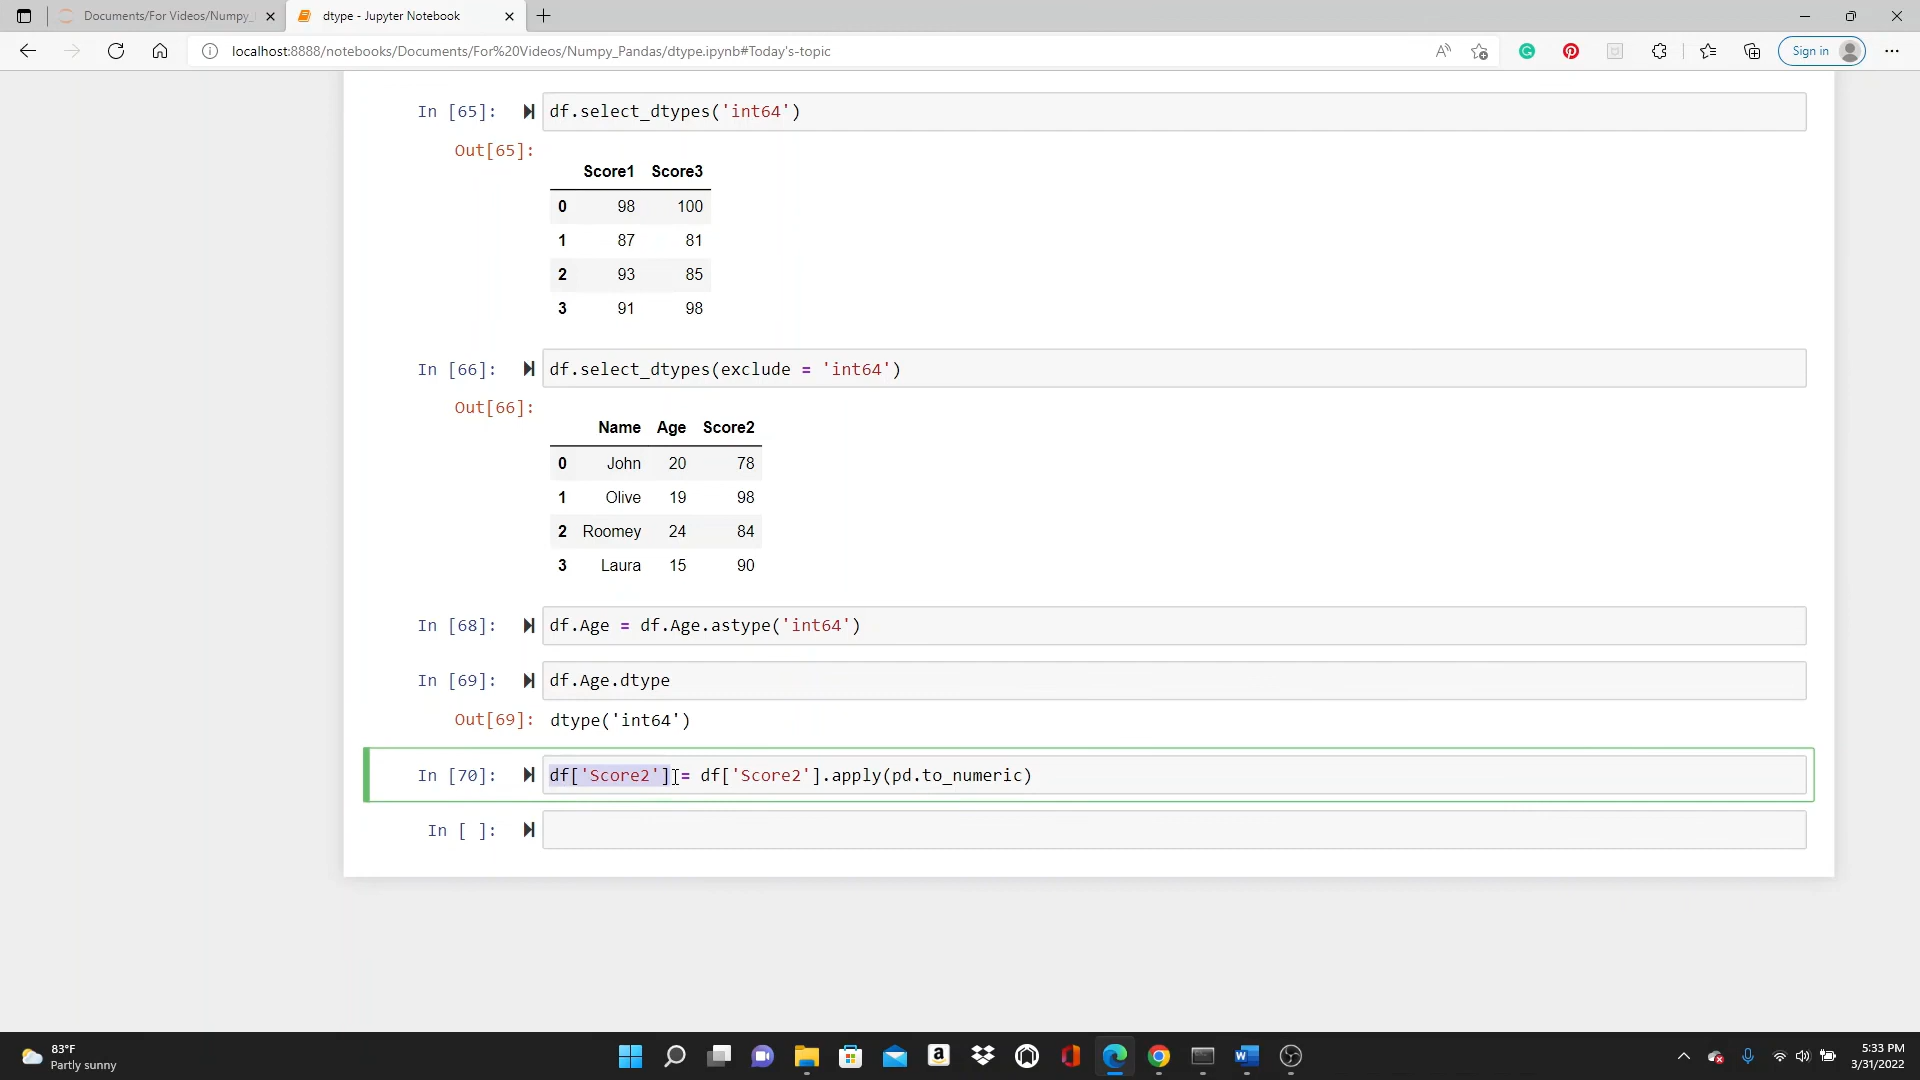 Documents/For Videos/Numpy_
dtype - Jupyter Notebook
localhost:8888/notebooks/Documents/For%20Videos/Numpy_Pandas/dtype.ipynb#Today's-topic
Sign in
In [65]: df.select_dtypes('int64')
Out[65]:
Score1 Score3
0 98 100
1 87 81
2 93 85
3 91 98
In [66]: df.select_dtypes(exclude = 'int64')
Out[66]:
Name Age Score2
0 John 20 78
1 Olive 19 98
2 Roomey 24 84
3 Laura 15 90
In [68]: df.Age = df.Age.astype('int64')
In [69]: df.Age.dtype
Out[69]: dtype('int64')
In [70]: df['Score2'] = df['Score2'].apply(pd.to_numeric)
In [ ]:
83°F
Partly sunny
5:33 PM
3/31/2022